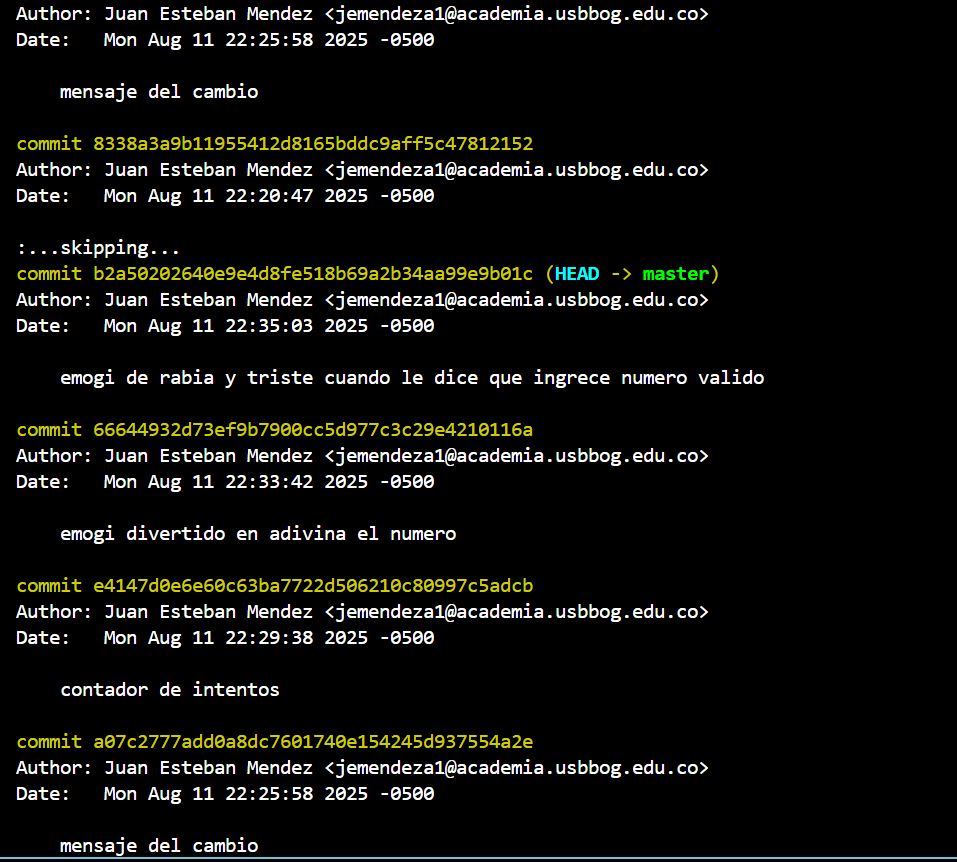 Author: Juan Esteban Mendez <jemendeza1@academia.usbbog.edu.co>
Date:   Mon Aug 11 22:25:58 2025 -0500
mensaje del cambio
commit 8338a3a9b11955412d8165bddc9aff5c47812152
Author: Juan Esteban Mendez <jemendeza1@academia.usbbog.edu.co>
Date:   Mon Aug 11 22:20:47 2025 -0500
:...skipping...
commit b2a50202640e9e4d8fe518b69a2b34aa99e9b01c (HEAD -> master)
Author: Juan Esteban Mendez <jemendeza1@academia.usbbog.edu.co>
Date:   Mon Aug 11 22:35:03 2025 -0500
emogi de rabia y triste cuando le dice que ingrece numero valido
commit 66644932d73ef9b7900cc5d977c3c29e4210116a
Author: Juan Esteban Mendez <jemendeza1@academia.usbbog.edu.co>
Date:   Mon Aug 11 22:33:42 2025 -0500
emogi divertido en adivina el numero
commit e4147d0e6e60c63ba7722d506210c80997c5adcb
Author: Juan Esteban Mendez <jemendeza1@academia.usbbog.edu.co>
Date:   Mon Aug 11 22:29:38 2025 -0500
contador de intentos
commit a07c2777add0a8dc7601740e154245d937554a2e
Author: Juan Esteban Mendez <jemendeza1@academia.usbbog.edu.co>
Date:   Mon Aug 11 22:25:58 2025 -0500
mensaje del cambio